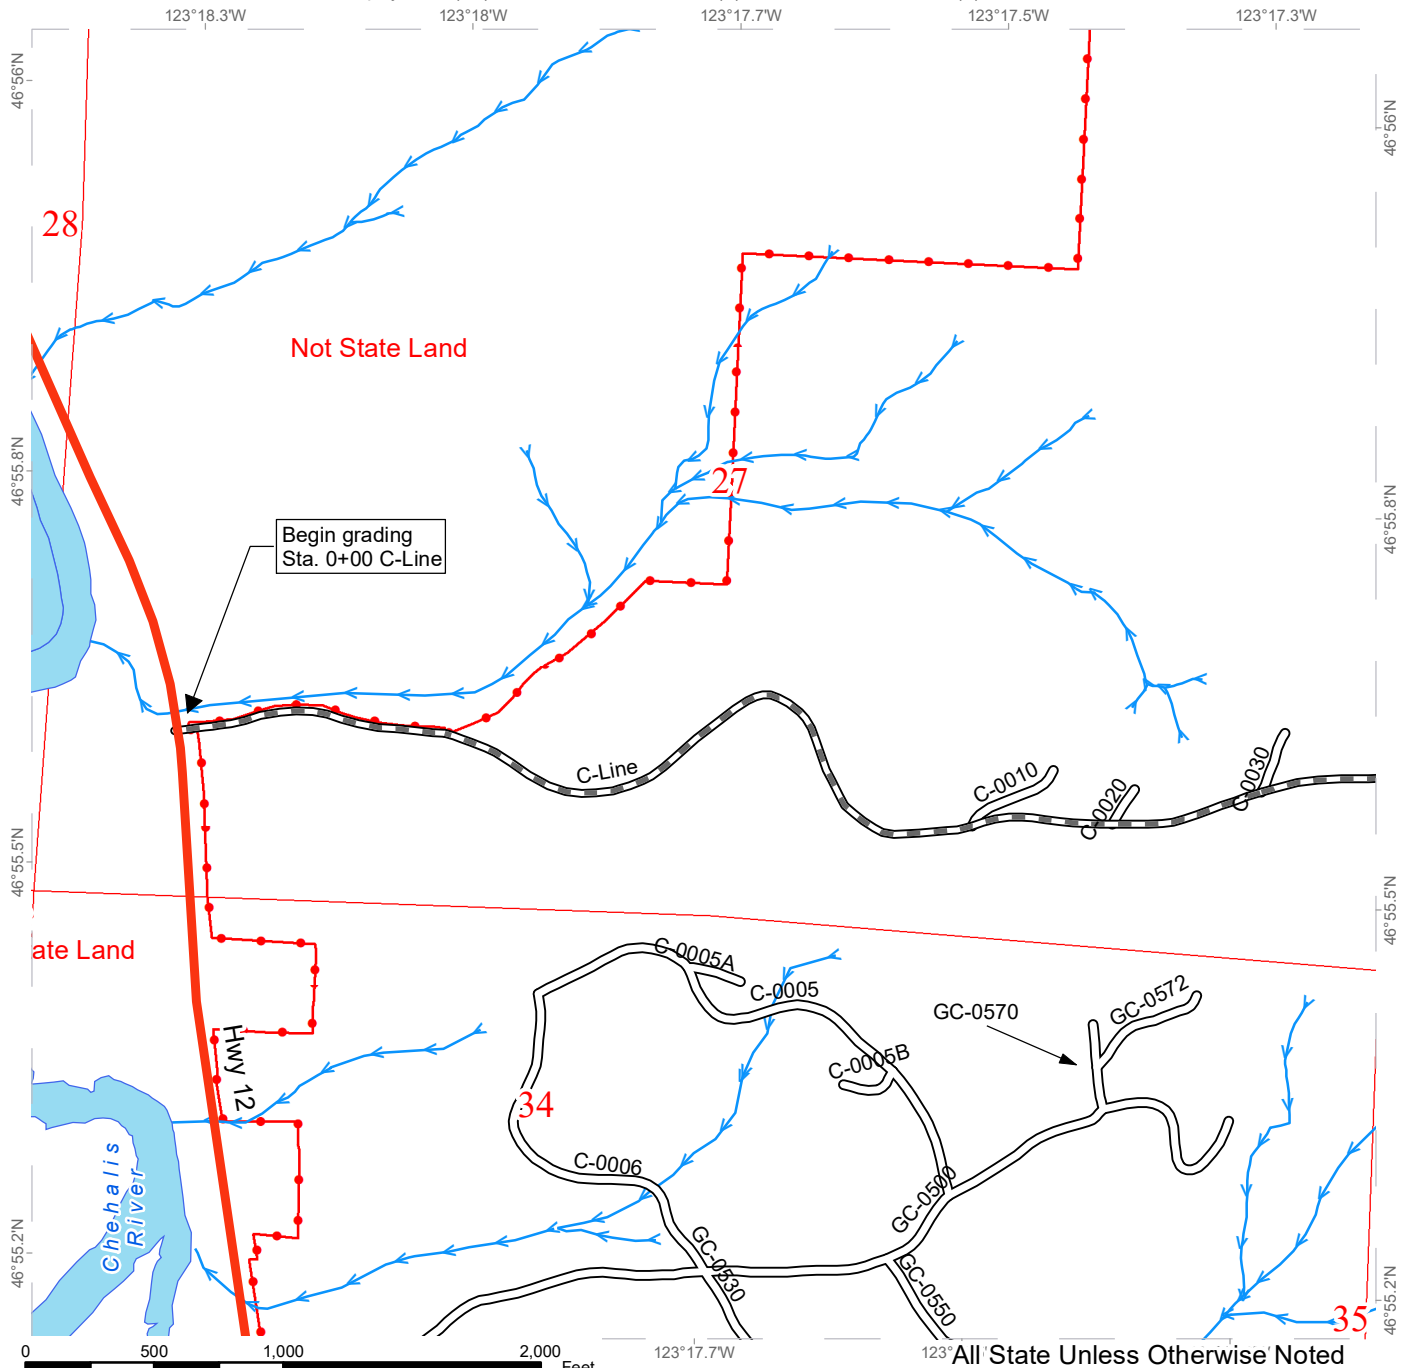 123°18.3'W 123°18'W 123°17.7'W 123°17.5'W 123°17.3'W
46°56'N
46°56'N
28
Not State Land
46°55.8'N
27
46°55.8'N
Begin grading
Sta. 0+00 C-Line
C-Line
C-0010
C-0020
C-0030
46°55.5'N
46°55.5'N
ate Land
C-0005A
C-0005
GC-0570
GC-0572
C-0005B
Hwy 12
34
C-0006
Chehalis
River
GC-0500
GC-0530
GC-0550
46°55.2'N
46°55.2'N
35
123°17.7'W
All State Unless Otherwise Noted
0 500 1,000 2,000
Feet